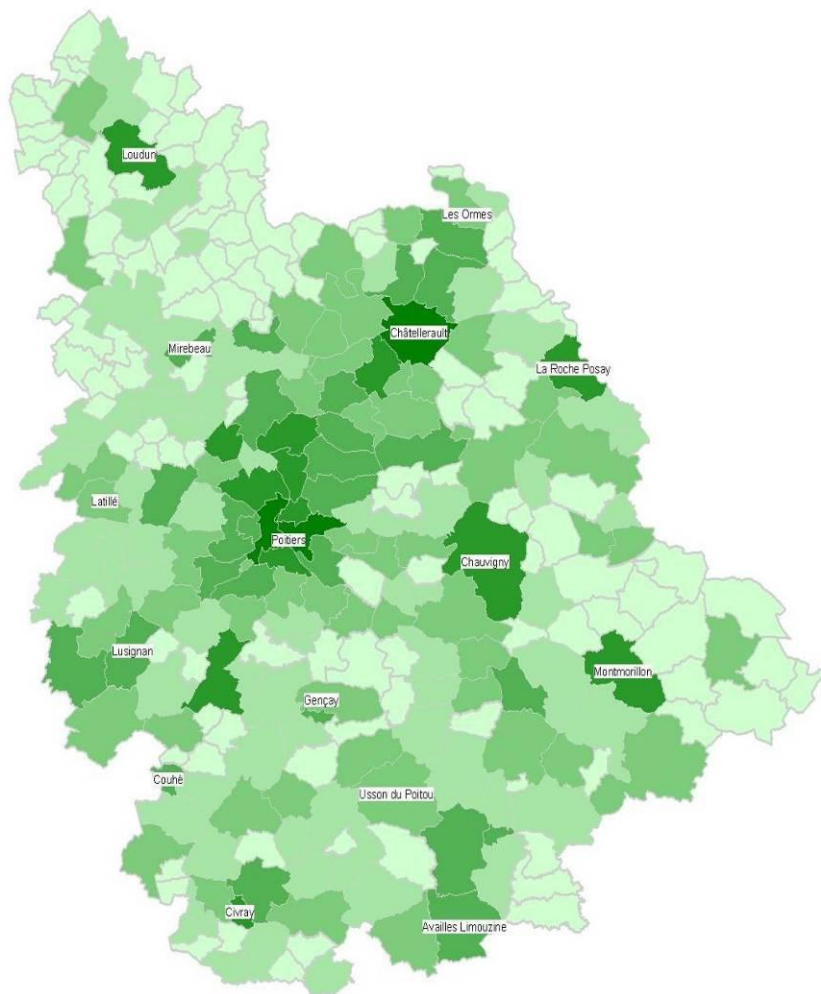 Loudun
Les Ormes
Châtellerault
Mirebeau
La Roche Posay
Latillé
Poitiers
Chauvigny
Lusignan
Montmorillon
Gençay
Couhé
Usson du Poitou
Civray
Availles Limouzine